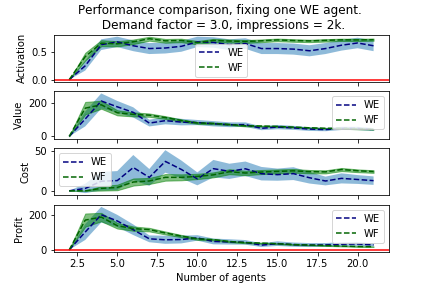 Performance comparison, fixing one WE agent.
Demand factor = 3.0, impressions = 2k.
Activation
0.5
0.0
WE
WF
Value
200
0
WE
WF
Cost
50
0
WE
WF
Profit
200
0
WE
WF
2.5 5.0 7.5 10.0 12.5 15.0 17.5 20.0
Number of agents